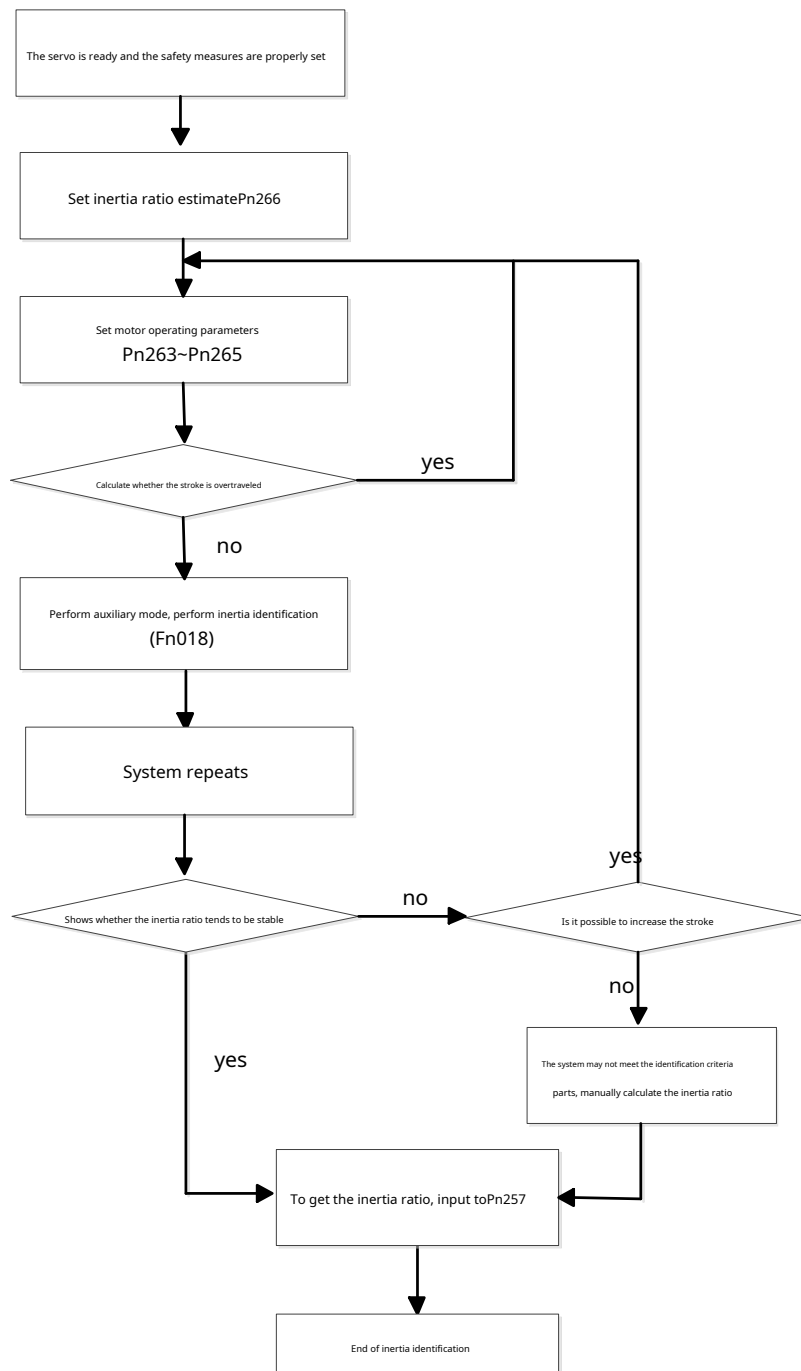 The servo is ready and the safety measures are properly set
Set inertia ratio estimatePn266
Set motor operating parameters
Pn263~Pn265
Calculate whether the stroke is overtraveled
yes
no
Perform auxiliary mode, perform inertia identification
(Fn018)
System repeats
Shows whether the inertia ratio tends to be stable
no
yes
Is it possible to increase the stroke
no
yes
The system may not meet the identification criteria
parts, manually calculate the inertia ratio
To get the inertia ratio, input toPn257
End of inertia identification